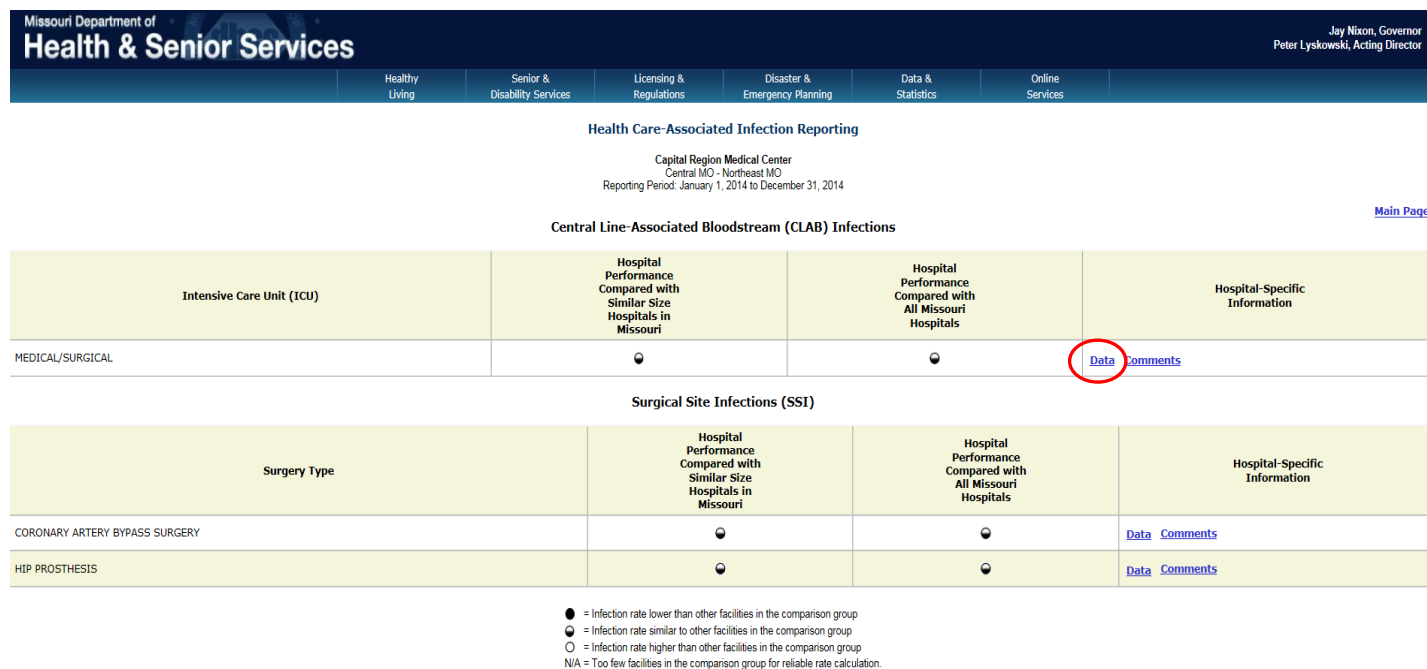 Missouri Department of
Health & Senior Services
Jay Nixon, Governor
Peter Lyskowski, Acting Director
Healthy
Living
Senior &
Disability Services
Licensing &
Regulations
Disaster &
Emergency Planning
Data &
Statistics
Online
Services
Health Care-Associated Infection Reporting
Capital Region Medical Center
Central MO - Northeast MO
Reporting Period: January 1, 2014 to December 31, 2014
Main Page
Central Line-Associated Bloodstream (CLAB) Infections
Intensive Care Unit (ICU)
Hospital
Performance
Compared with
Similar Size
Hospitals in
Missouri
Hospital
Performance
Compared with
All Missouri
Hospitals
Hospital-Specific
Information
MEDICAL/SURGICAL
Data Comments
Surgical Site Infections (SSI)
Surgery Type
Hospital
Performance
Compared with
Similar Size
Hospitals in
Missouri
Hospital
Performance
Compared with
All Missouri
Hospitals
Hospital-Specific
Information
CORONARY ARTERY BYPASS SURGERY
Data Comments
HIP PROSTHESIS
Data Comments
= Infection rate lower than other facilities in the comparison group
= Infection rate similar to other facilities in the comparison group
= Infection rate higher than other facilities in the comparison group
N/A = Too few facilities in the comparison group for reliable rate calculation.